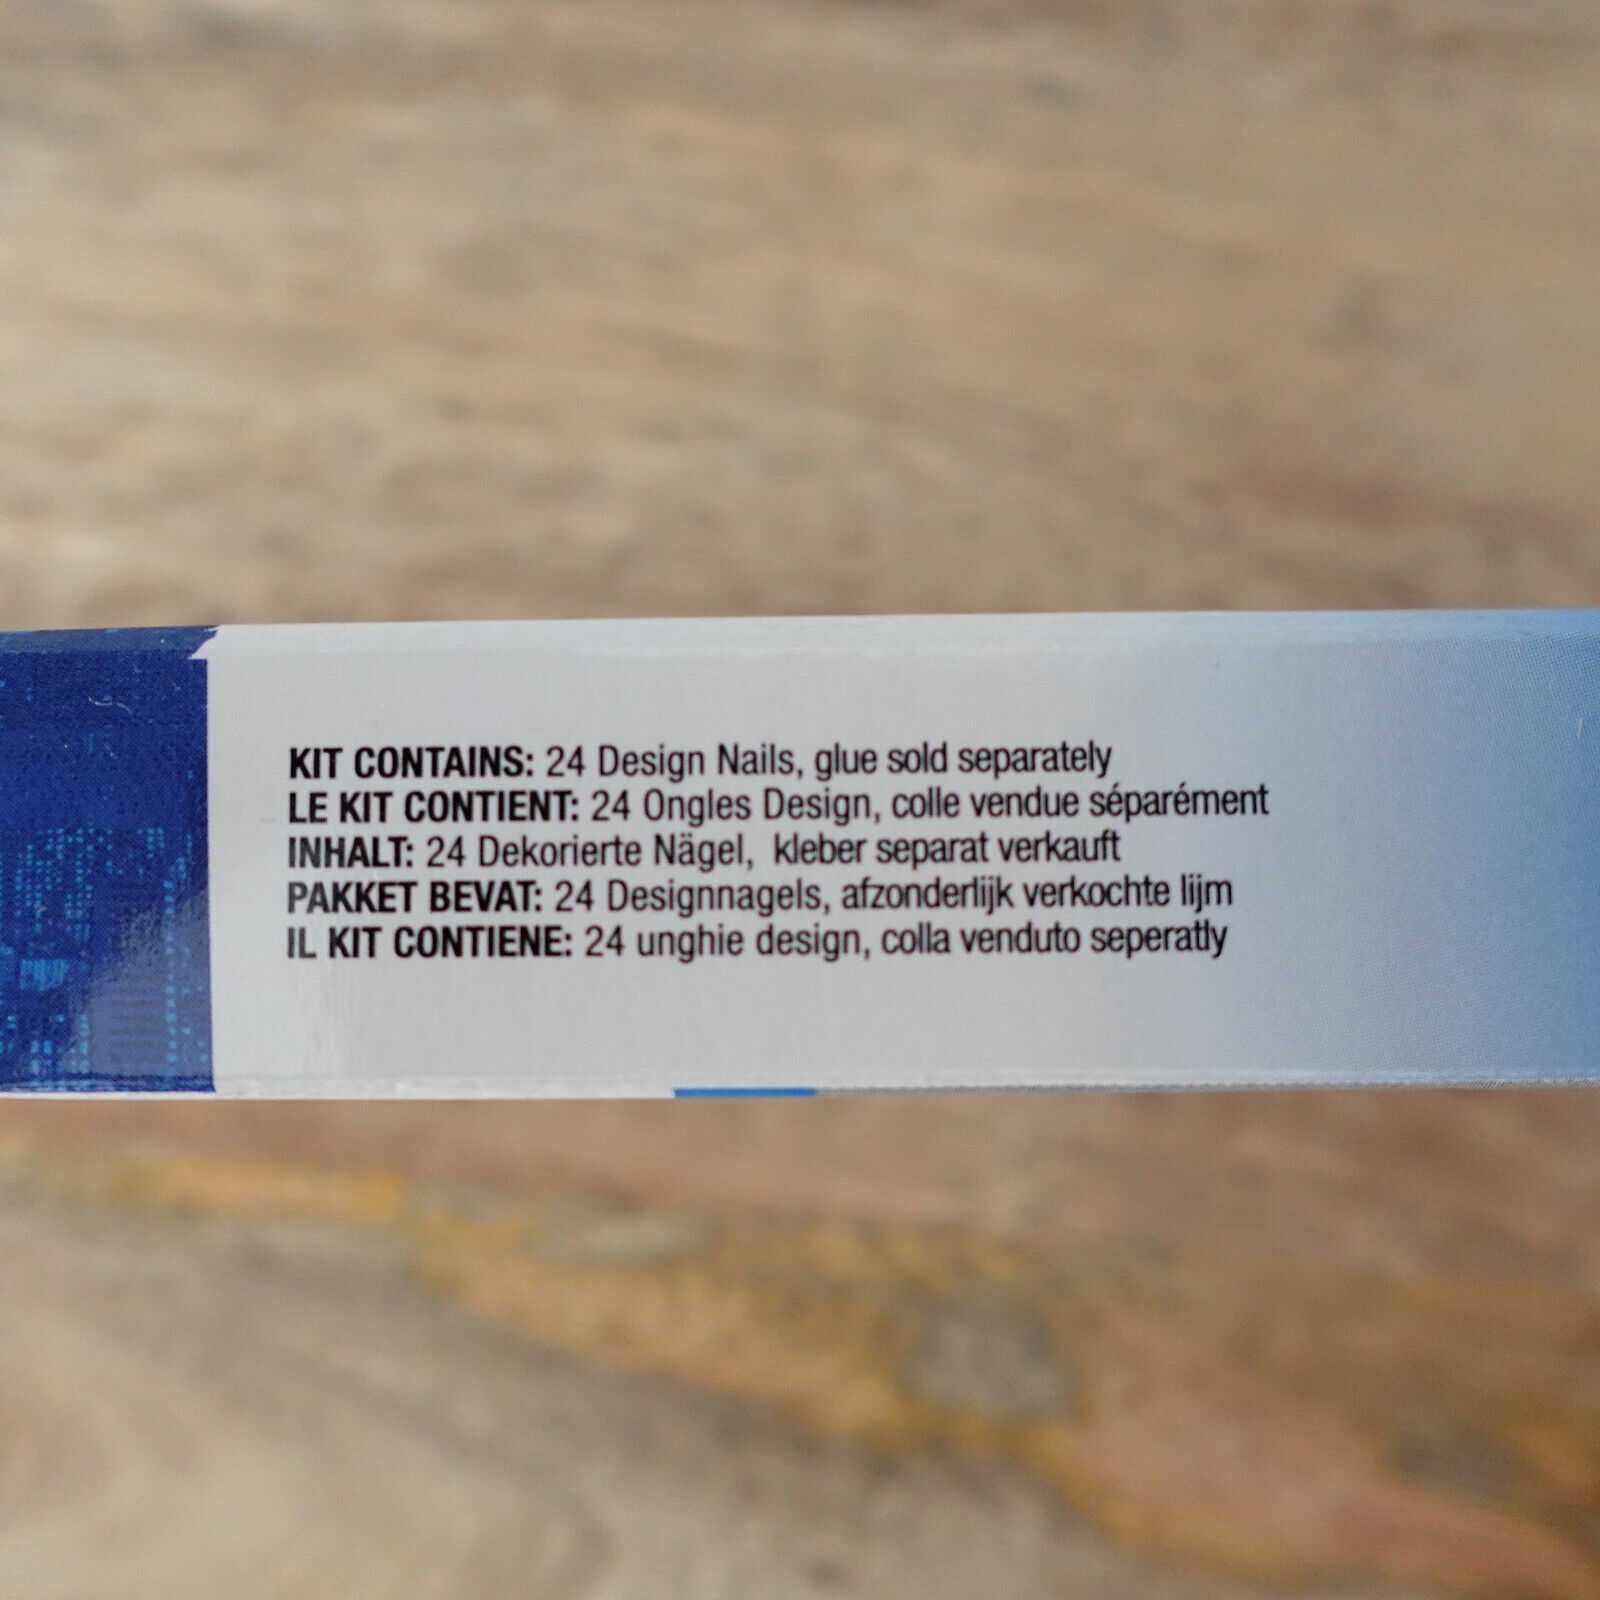 KIT CONTAINS: 24 Design Nails, glue sold separately
LE KIT CONTIENT: 24 Ongles Design, colle vendue séparément
INHALT: 24 Dekorierte Nägel, kleber separat verkauft
PAKKET BEVAT: 24 Designnagels, afzonderlijk verkochte lijm
IL KIT CONTIENE: 24 unghie design, colla venduto seperatly